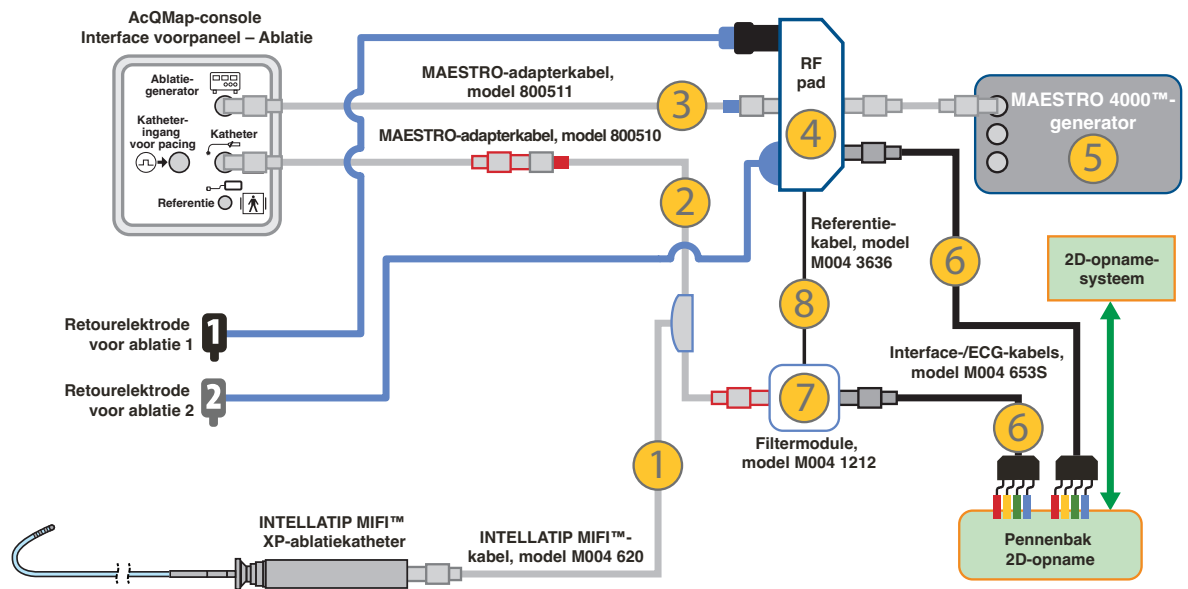 AcQMap-console
Interface voorpaneel – Ablatie
Ablatie-
generator
Katheter-
ingang
voor pacing
Katheter
Referentie
MAESTRO-adapterkabel,
model 800511
3
MAESTRO-adapterkabel, model 800510
2
RF
pad
4
MAESTRO 4000™-
generator
5
Referentie-
kabel, model
M004 3636
6
8
2D-opname-
systeem
Retourelektrode
voor ablatie 1
1
Retourelektrode
voor ablatie 2
2
Interface-/ECG-kabels,
model M004 653S
7
6
Filtermodule,
model M004 1212
1
INTELLATIP MIFI™
XP-ablatiekatheter
INTELLATIP MIFI™-
kabel, model M004 620
Pennenbak
2D-opname